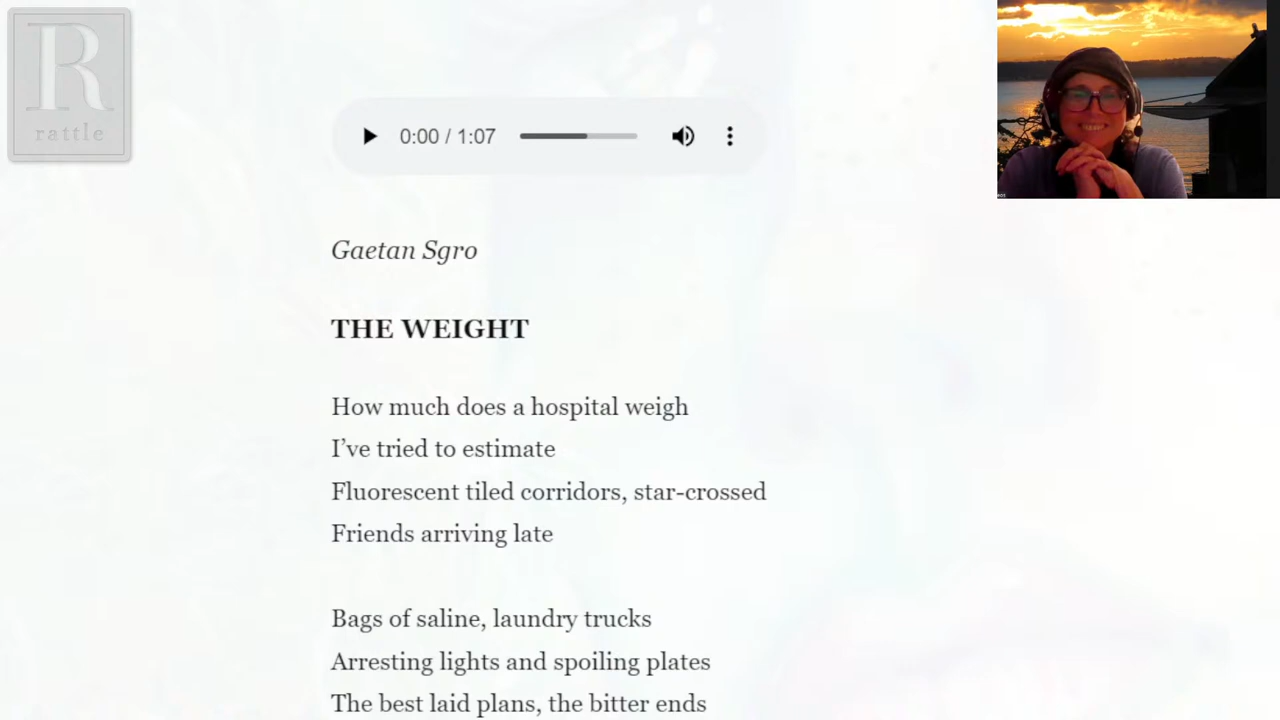 R
rattle
0:00 / 1:07
Gaetan Sgro
THE WEIGHT
How much does a hospital weigh
I’ve tried to estimate
Fluorescent tiled corridors, star-crossed
Friends arriving late
Bags of saline, laundry trucks
Arresting lights and spoiling plates
The best laid plans, the bitter ends